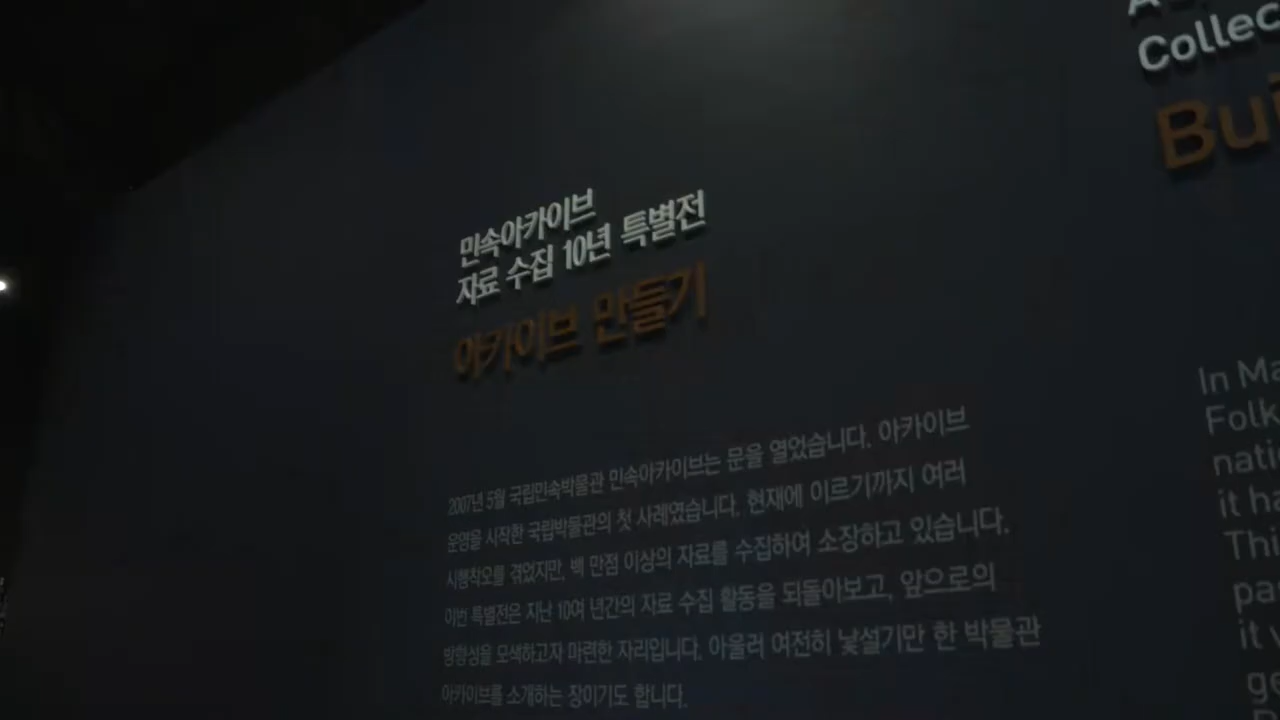 민속아카이브
자료 수집 10년 특별전
아카이브 만들기
2007년 5월 국립민속박물관 민속아카이브는 문을 열었습니다. 아카이브
운영을 시작한 국립박물관의 첫 사례였습니다. 현재에 이르기까지 여러
시행착오를 겪었지만, 백 만점 이상의 자료를 수집하여 소장하고 있습니다.
이번 특별전은 지난 10여 년간의 자료 수집 활동을 되돌아보고, 앞으로의
방향성을 모색하고자 마련한 자리입니다. 아울러 여전히 낯설기만 한 박물관
아카이브를 소개하는 장이기도 합니다.
Collec
Bui
In Ma
Folk
nati
it ha
Thi
pa
it
ge